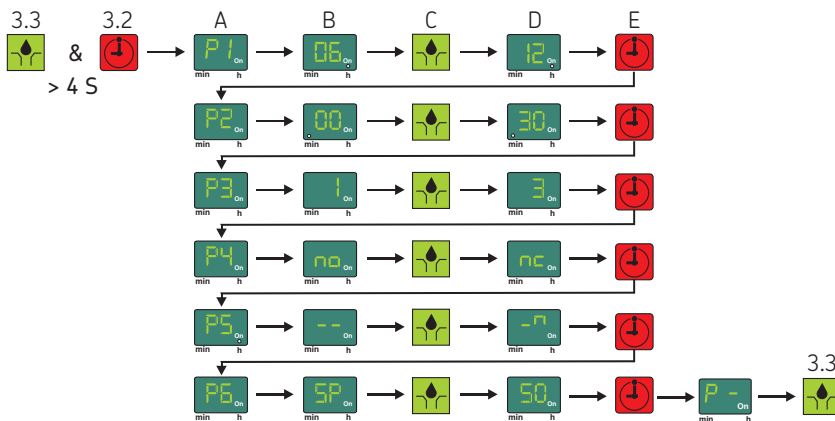 3.3 3.2 A B C D E
& P1 On 06 On 12 On
min h min h min h
> 4 S
P2 On 00 On 30 On
min h min h min h
P3 On 1 On 3 On
min h min h min h
P4 On no On nc On
min h min h min h
P5 On -- On -n On
min h min h min h
3.3
P6 On SP On SO On P - On
min h min h min h min h